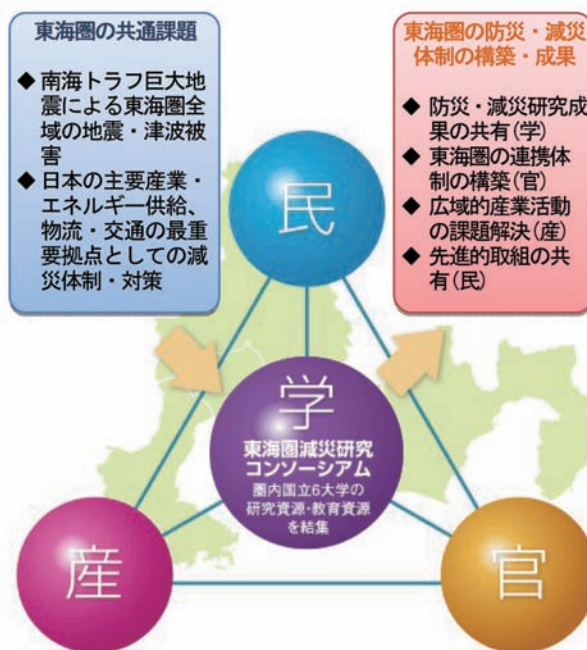 東海圏の共通課題
◆ 南海トラフ巨大地
震による東海圏全
域の地震・津波被
害
◆ 日本の主要産業・
エネルギー供給、
物流・交通の最重
要拠点としての減
災体制・対策
東海圏の防災・減災
体制の構築・成果
◆ 防災・減災研究成
果の共有(学)
◆ 東海圏の連携体
制の構築(官)
◆ 広域的産業活動
の課題解決(産)
◆ 先進的取組の共
有(民)
民
学
東海圏減災研究
コンソーシアム
圏内国立6大学の
研究資源・教育資源
を結集
産
官